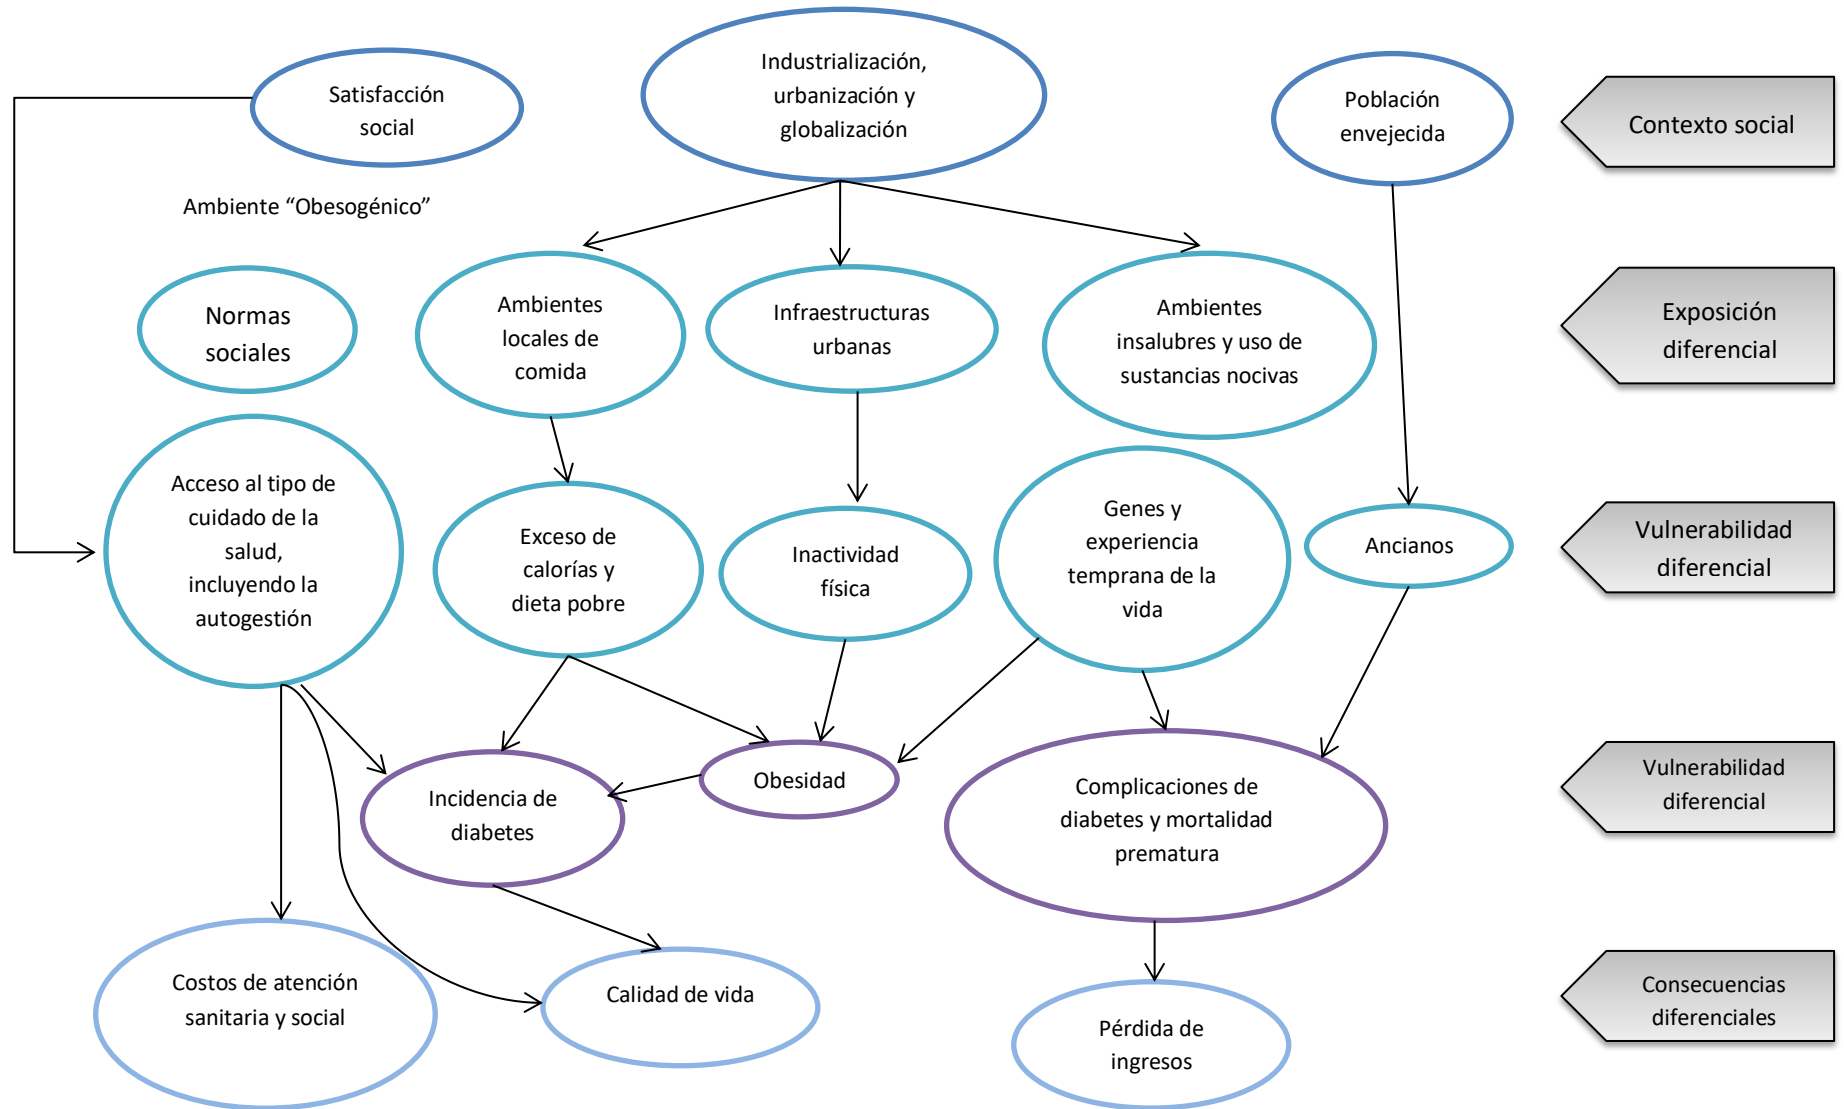 Satisfacción
social
Industrialización,
urbanización y
globalización
Población
envejecida
Contexto social
Ambiente “Obesogénico”
Normas
sociales
Ambientes
locales de
comida
Infraestructuras
urbanas
Ambientes
insalubres y uso de
sustancias nocivas
Exposición
diferencial
Acceso al tipo de
cuidado de la
salud,
incluyendo la
autogestión
Exceso de
calorías y
dieta pobre
Inactividad
física
Genes y
experiencia
temprana de la
vida
Ancianos
Vulnerabilidad
diferencial
Incidencia de
diabetes
Obesidad
Complicaciones de
diabetes y mortalidad
prematura
Vulnerabilidad
diferencial
Costos de atención
sanitaria y social
Calidad de vida
Pérdida de
ingresos
Consecuencias
diferenciales